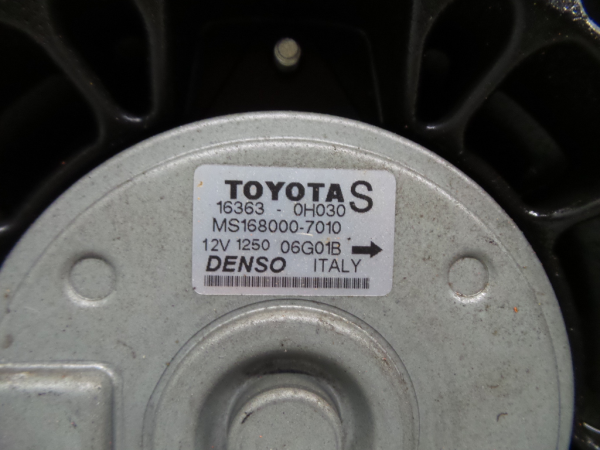 TOYOTA S
16363 - 0H030
MS168000-7010
12V 1250 06G01B →
DENSO ITALY